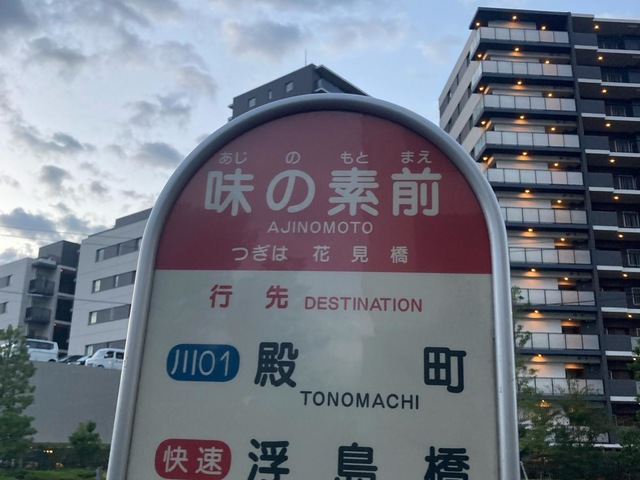 あじ の もと まえ
味の素前
AJINOMOTO
つぎは 花見橋
行先 DESTINATION
川01 殿町
TONOMACHI
快速 浮島橋